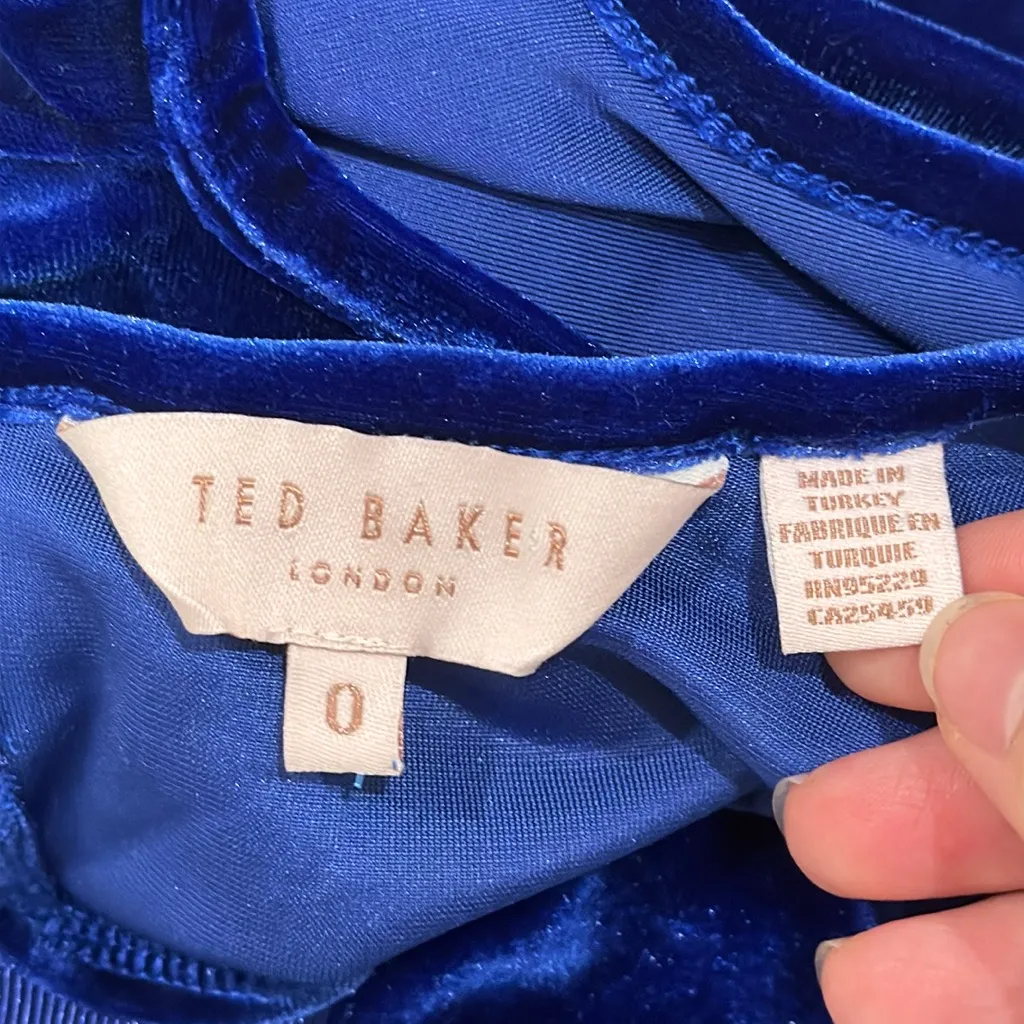 TED BAKER
LONDON
0
MADE IN
TURKEY
FABRIQUE EN
TURQUIE
RN95229
CA25459